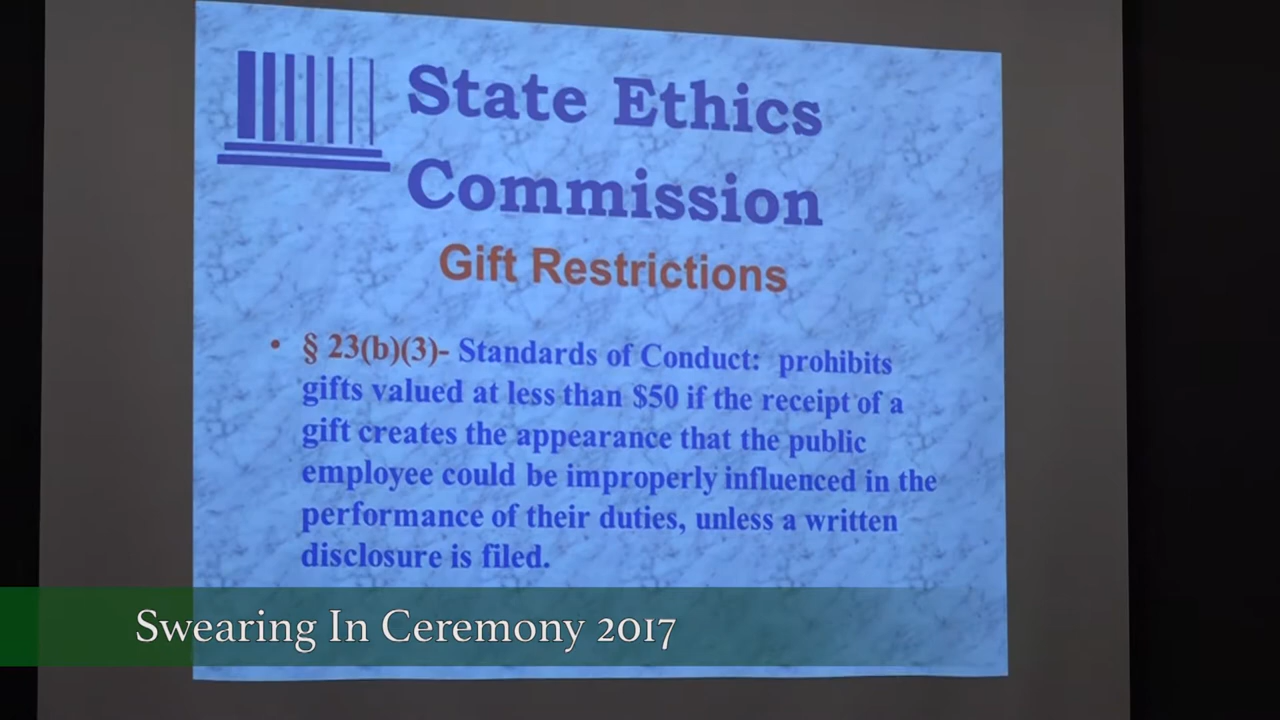 State Ethics
Commission
Gift Restrictions
• § 23(b)(3)- Standards of Conduct: prohibits
gifts valued at less than $50 if the receipt of a
gift creates the appearance that the public
employee could be improperly influenced in the
performance of their duties, unless a written
disclosure is filed.
Swearing In Ceremony 2017